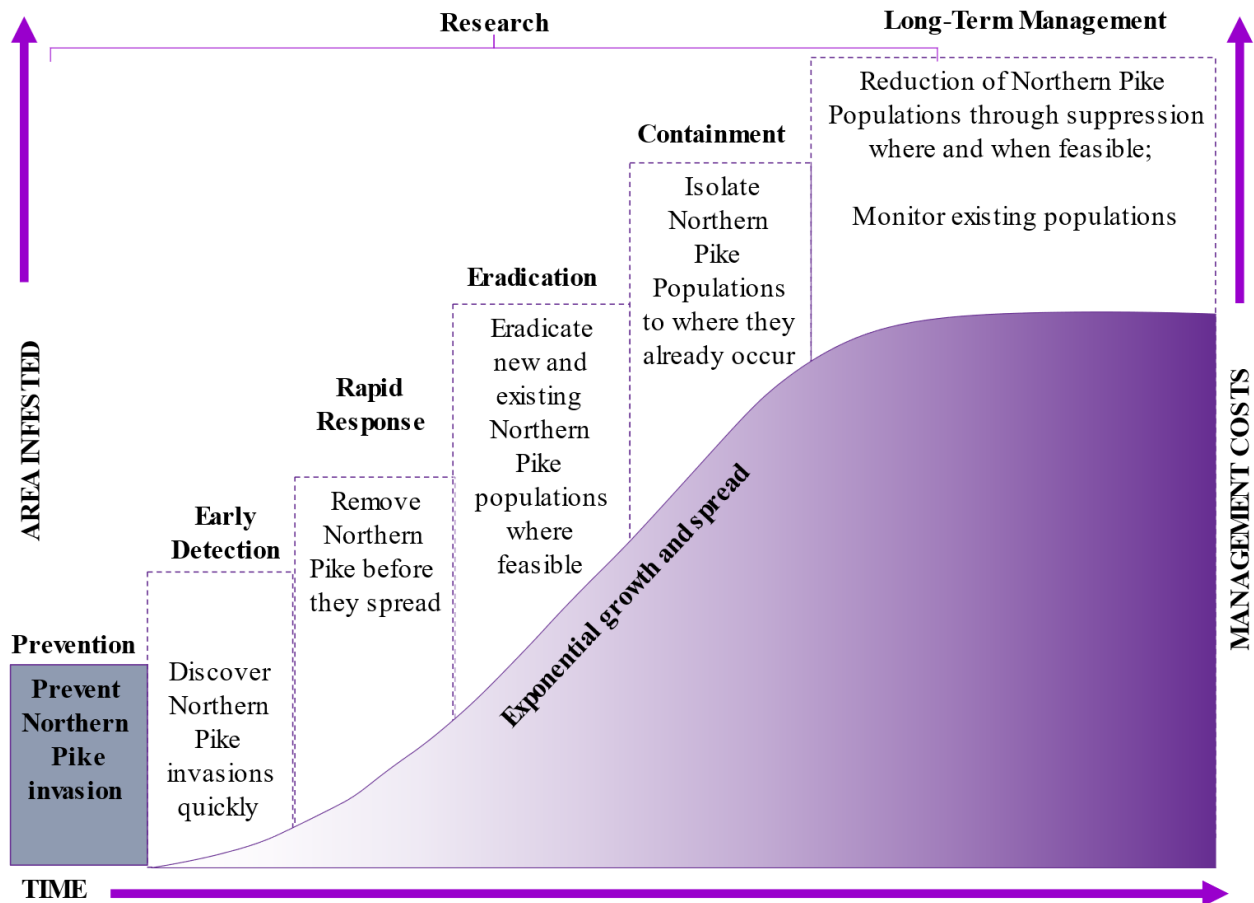 Research
Long-Term Management
Reduction of Northern Pike
Populations through suppression
where and when feasible;
Monitor existing populations
Containment
Isolate
Northern
Pike
Populations
to where they
already occur
Eradication
Eradicate
new and
existing
Northern
Pike
populations
where
feasible
Rapid
Response
Remove
Northern
Pike before
they spread
Early
Detection
Discover
Northern
Pike
invasions
quickly
Prevention
Prevent
Northern
Pike
invasion
Exponential growth and spread
AREA INFESTED
MANAGEMENT COSTS
TIME